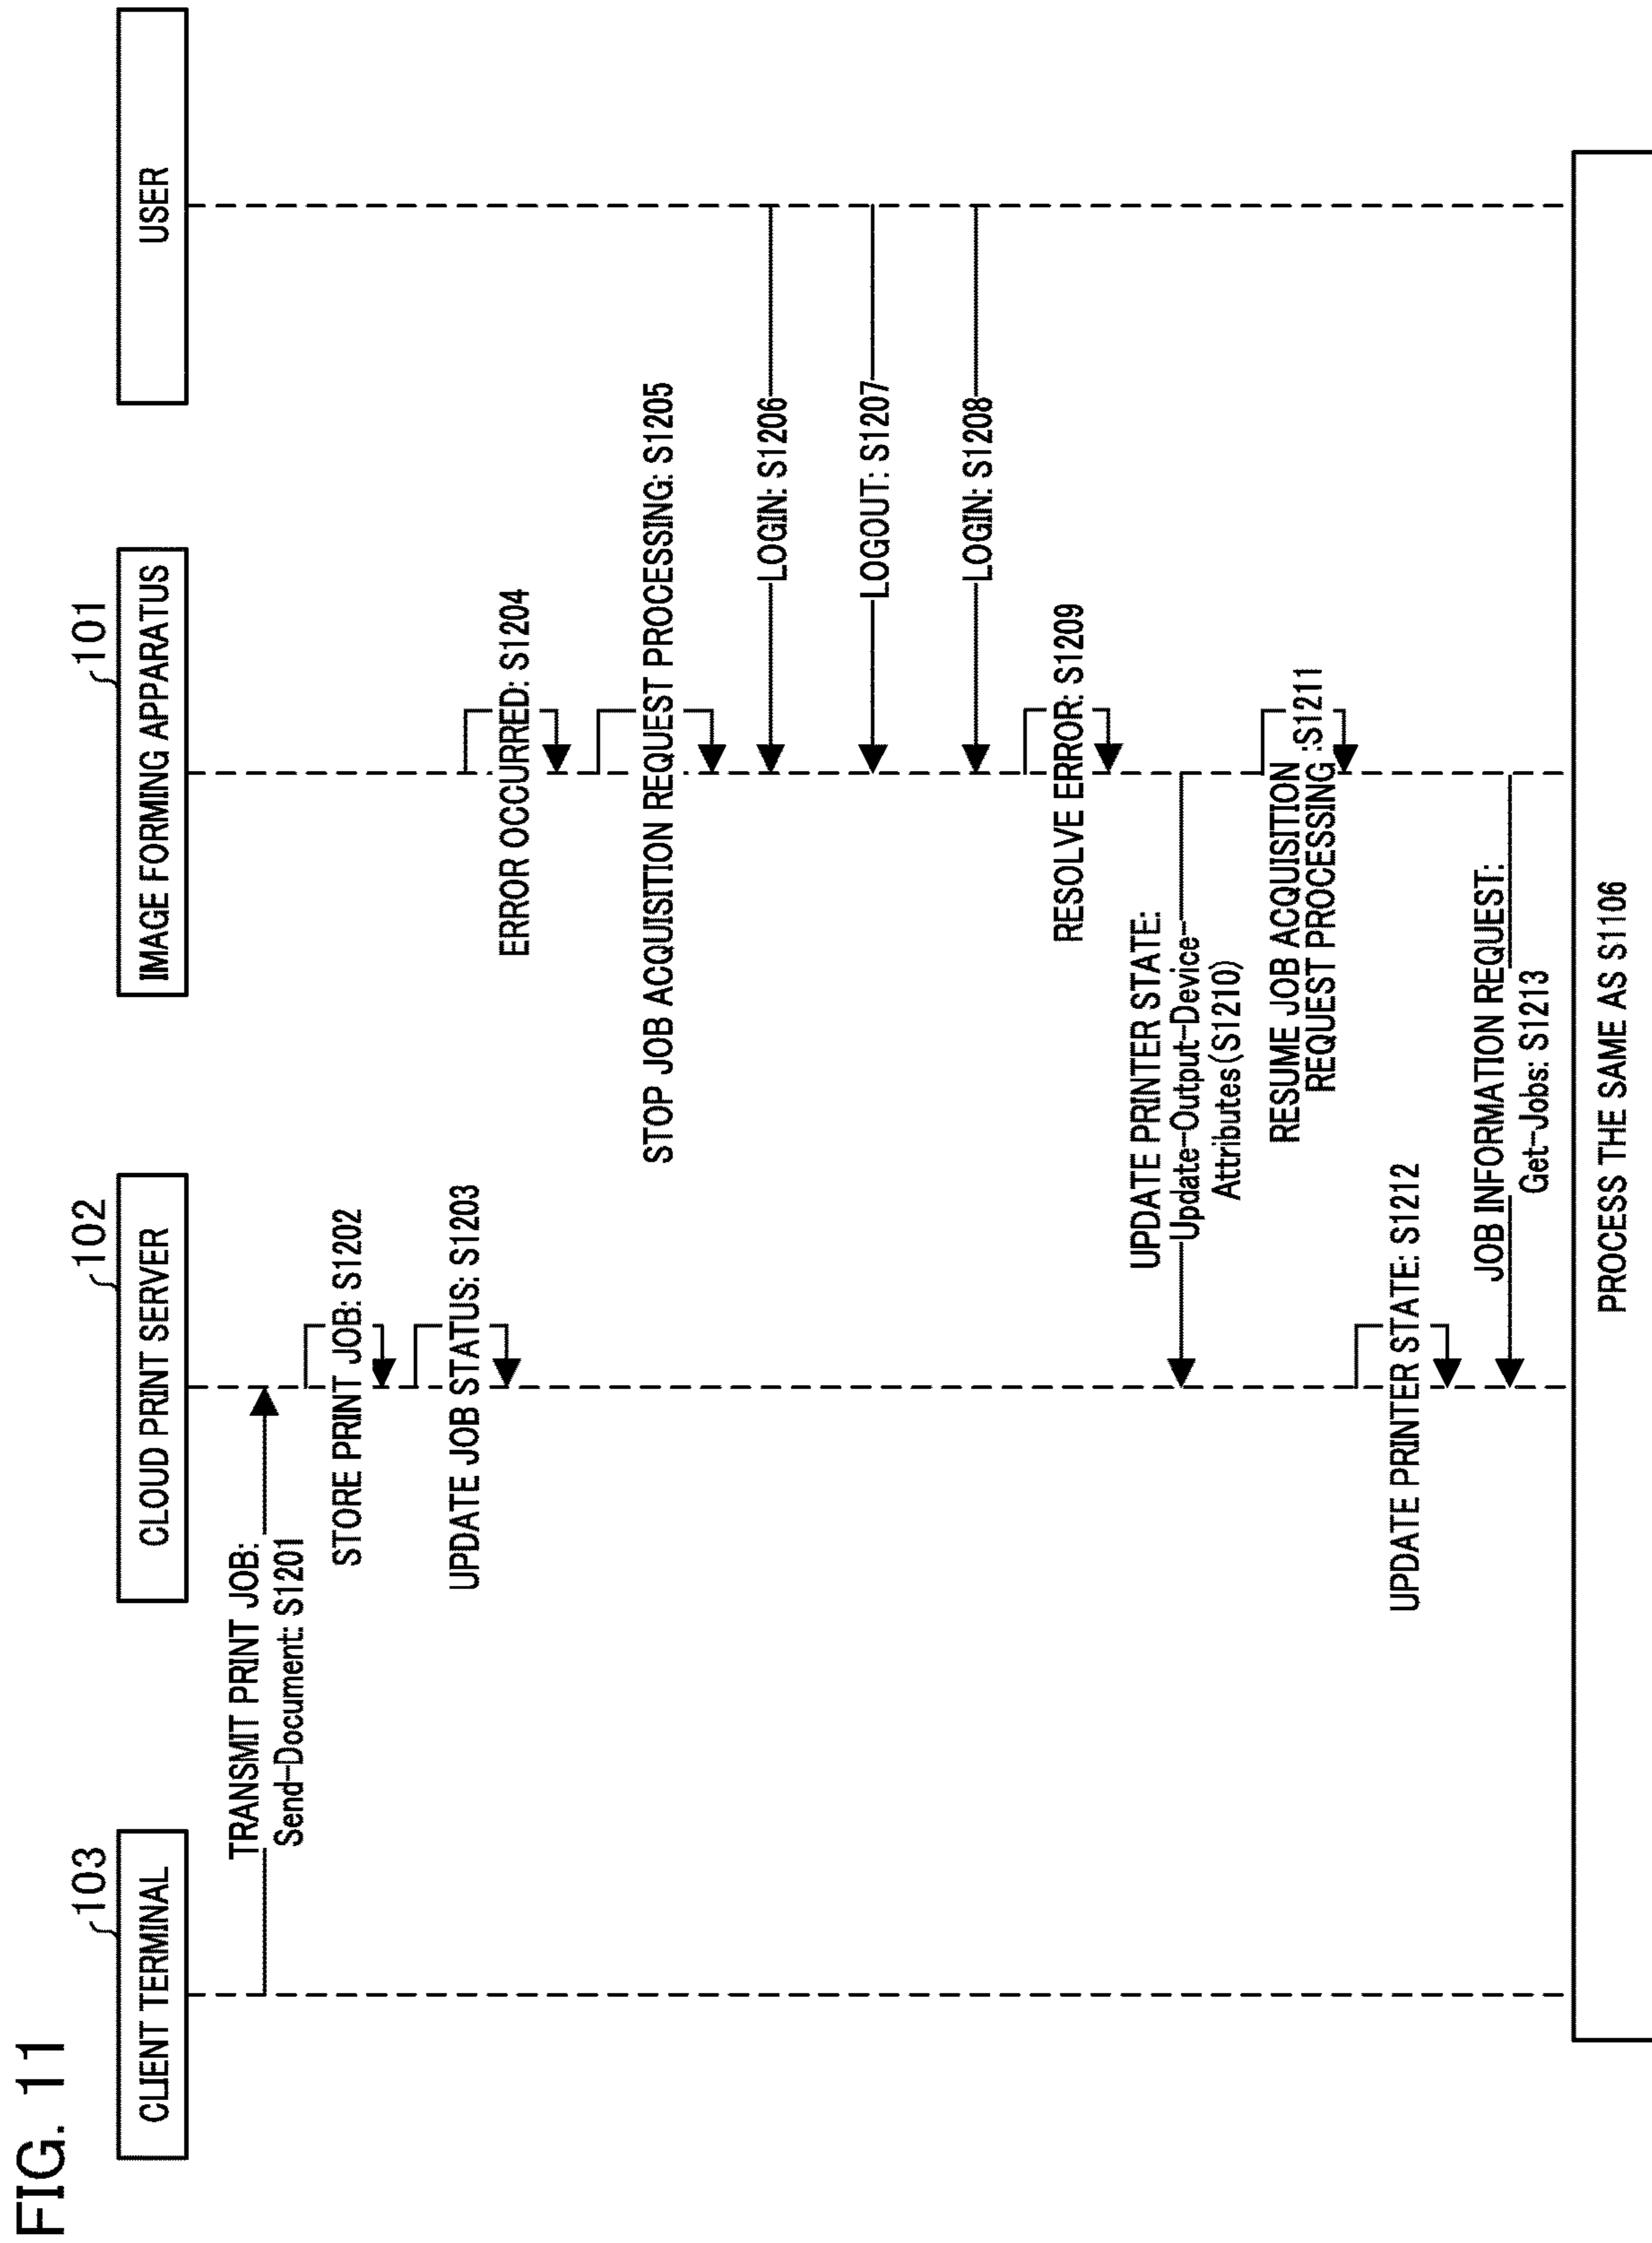 FIG. 11
103
CLIENT TERMINAL
102
CLOUD PRINT SERVER
101
IMAGE FORMING APPARATUS
USER
TRANSMIT PRINT JOB:
Send-Document: S1201
STORE PRINT JOB: S1202
UPDATE JOB STATUS: S1203
ERROR OCCURRED: S1204
STOP JOB ACQUISITION REQUEST PROCESSING: S1205
LOGIN: S1206
LOGOUT: S1207
LOGIN: S1208
RESOLVE ERROR: S1209
UPDATE PRINTER STATE:
Update-Output-Device-
Attributes(S1210)
RESUME JOB ACQUISITION
REQUEST PROCESSING :S1211
UPDATE PRINTER STATE: S1212
JOB INFORMATION REQUEST:
Get-Jobs: S1213
PROCESS THE SAME AS S1106